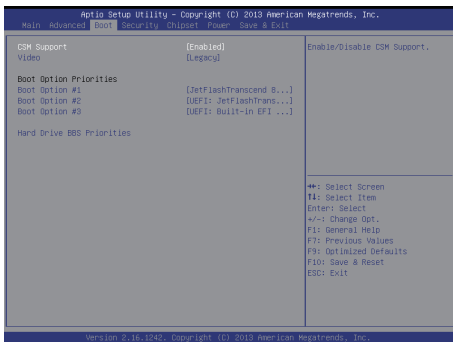 Aptio Setup Utility – Copyright (C) 2013 American Megatrends, Inc.
Main Advanced Boot Security Chipset Power Save & Exit
CSM Support [Enabled]
Video [Legacy]
Boot Option Priorities
Boot Option #1 [JetFlashTranscend 8...]
Boot Option #2 [UEFI: JetFlashTrans...]
Boot Option #3 [UEFI: Built-in EFI ...]
Hard Drive BBS Priorities
Enable/Disable CSM Support.
→←: Select Screen
↑↓: Select Item
Enter: Select
+/-: Change Opt.
F1: General Help
F7: Previous Values
F9: Optimized Defaults
F10: Save & Reset
ESC: Exit
Version 2.16.1242. Copyright (C) 2013 American Megatrends, Inc.